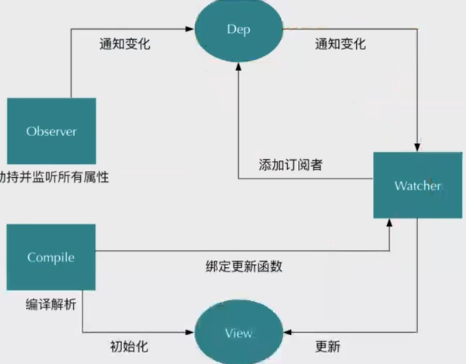 Dep
通知变化
通知变化
Observer
持并监听所有属性
添加订阅者
Watcher
Compile
绑定更新函数
编译解析
View
初始化
更新